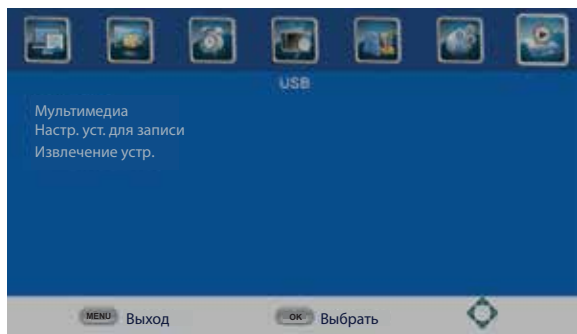 USB
Мультимедиа
Настр. уст. для записи
Извлечение устр.
MENU Выход OK Выбрать